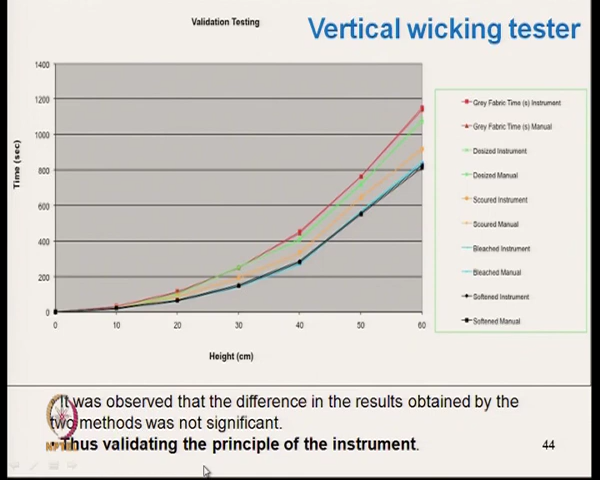 Validation Testing
Vertical wicking tester
1400
1200
1000
800
600
400
200
0
Time (sec)
0 10 20 30 40 50 60
Height (cm)
Grey Fabric Time (s) Instrument
Grey Fabric Time (s) Manual
Desized Instrument
Desized Manual
Scoured Instrument
Scoured Manual
Bleached Instrument
Bleached Manual
Softened Instrument
Softened Manual
• It was observed that the difference in the results obtained by the
two methods was not significant.
• Thus validating the principle of the instrument.
NPTEL
44